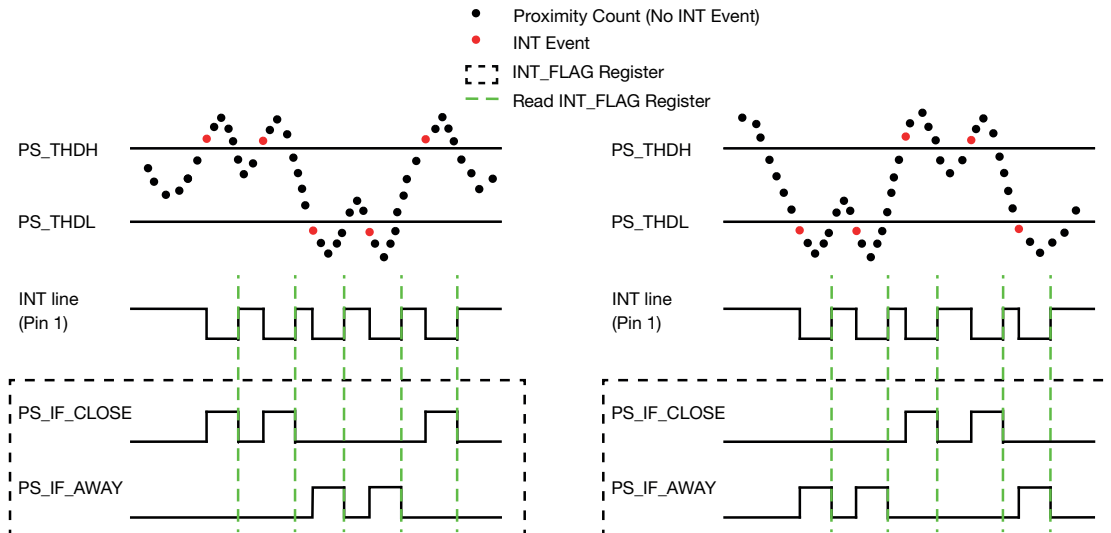 Proximity Count (No INT Event)
INT Event
INT_FLAG Register
Read INT_FLAG Register
PS_THDH
PS_THDL
INT line
(Pin 1)
PS_IF_CLOSE
PS_IF_AWAY
PS_THDH
PS_THDL
INT line
(Pin 1)
PS_IF_CLOSE
PS_IF_AWAY